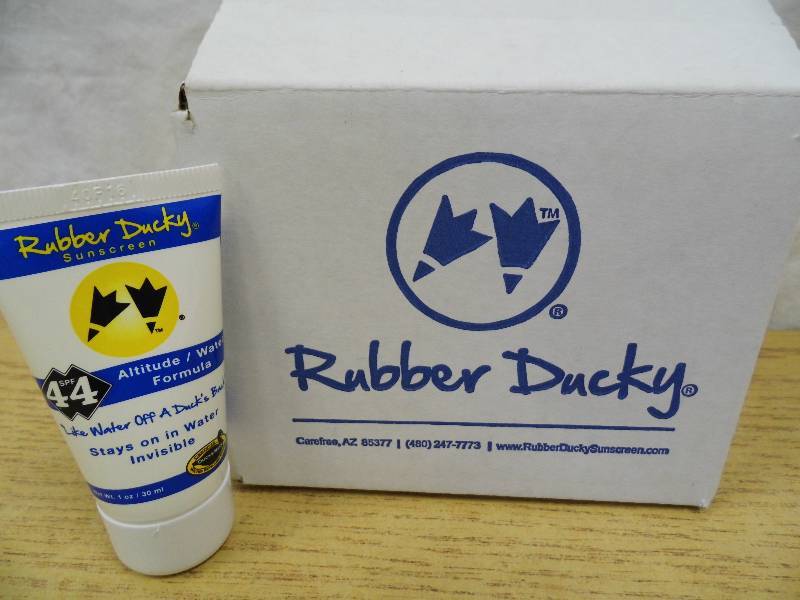 Rubber Ducky®
Sunscreen
™
®
SPF
44
Altitude / Water
Formula
Like Water Off A Duck's Back
Stays on in Water
Invisible
Net Wt. 1 oz / 30 ml
™
®
Rubber Ducky®
Carefree, AZ 85377 | (480) 247-7773 | www.RubberDuckySunscreen.com